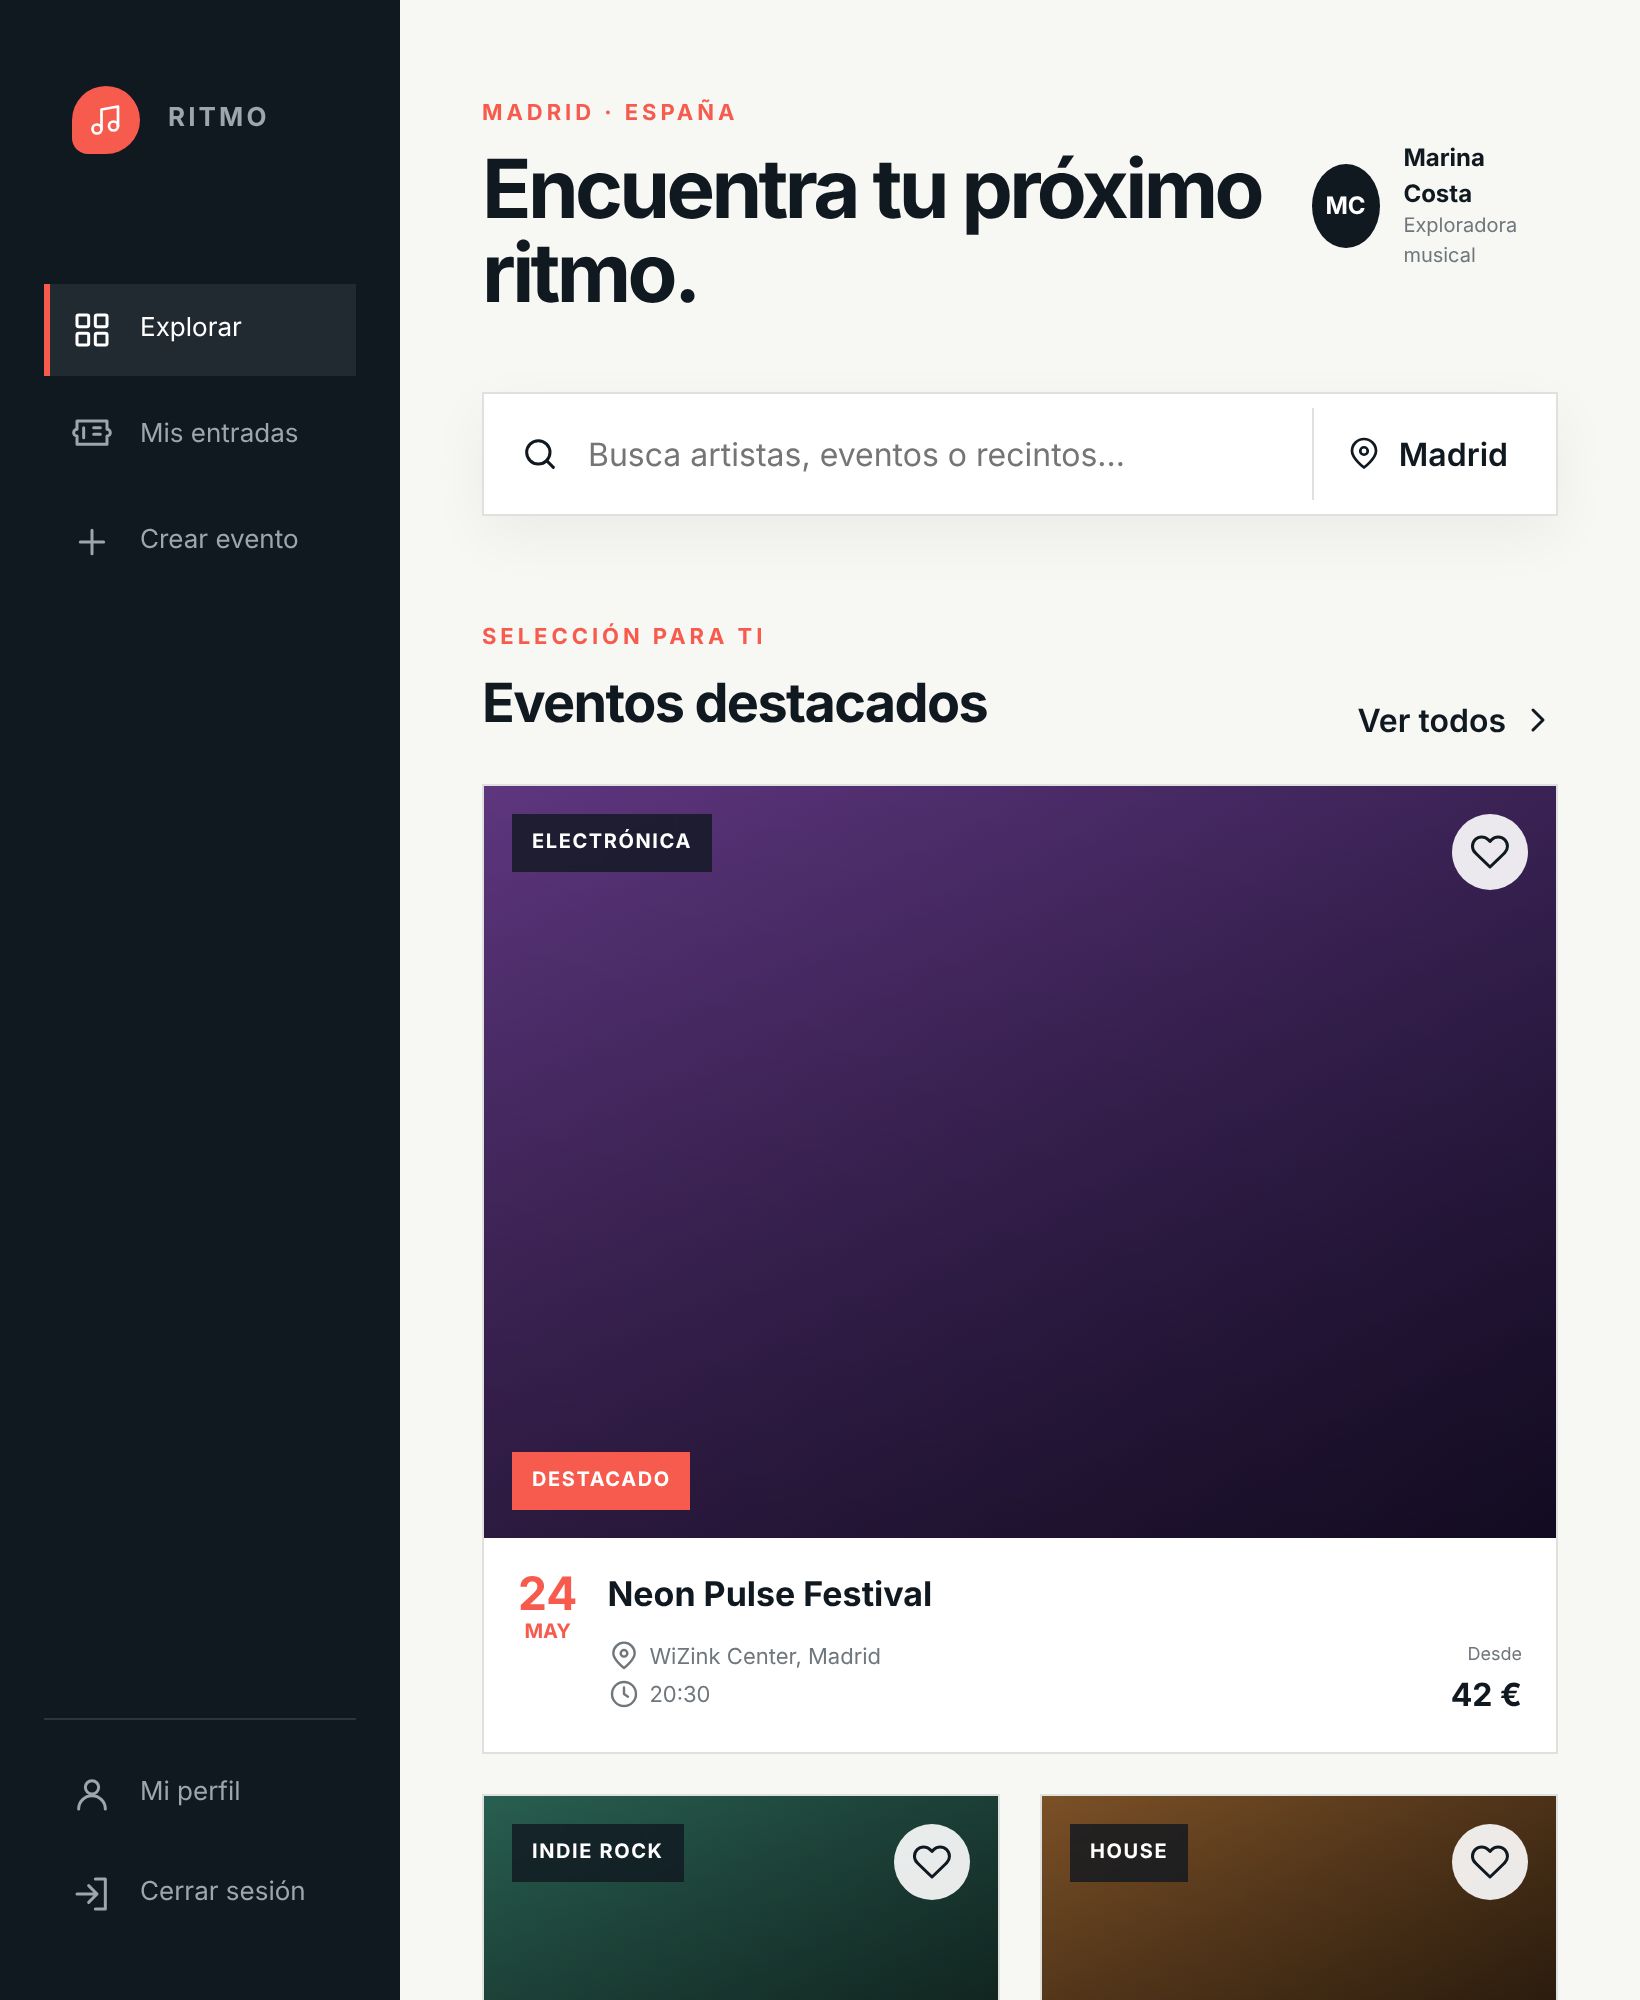 RITMO
Explorar
Mis entradas
Crear evento
Mi perfil
Cerrar sesión
MADRID · ESPAÑA
Encuentra tu próximo
ritmo.
MC
Marina
Costa
Exploradora
musical
Busca artistas, eventos o recintos...
Madrid
SELECCIÓN PARA TI
Eventos destacados
Ver todos
ELECTRÓNICA
DESTACADO
24
MAY
Neon Pulse Festival
WiZink Center, Madrid
20:30
Desde
42 €
INDIE ROCK
HOUSE